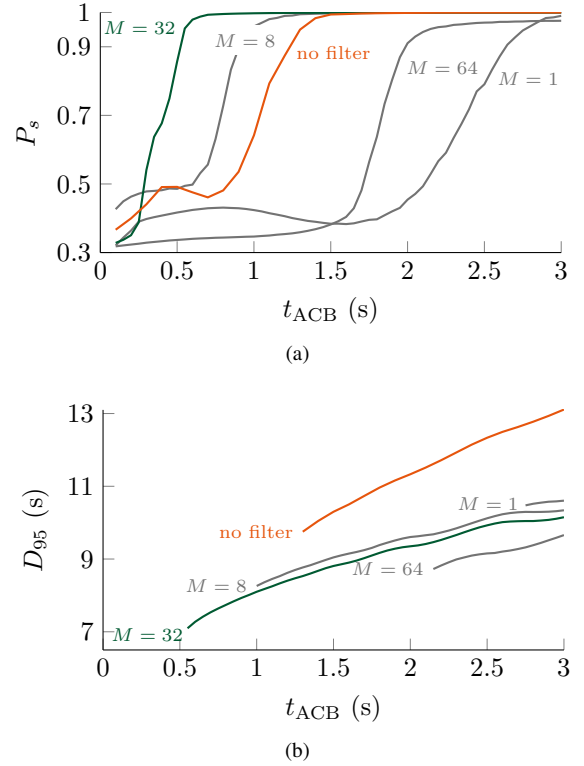 1
0.9
0.7
0.5
0.3
P_s
M = 32
M = 8
no filter
M = 64
M = 1
0 0.5 1 1.5 2 2.5 3
t_ACB (s)
(a)
13
11
9
7
D_95 (s)
no filter
M = 1
M = 8
M = 64
M = 32
0 0.5 1 1.5 2 2.5 3
t_ACB (s)
(b)